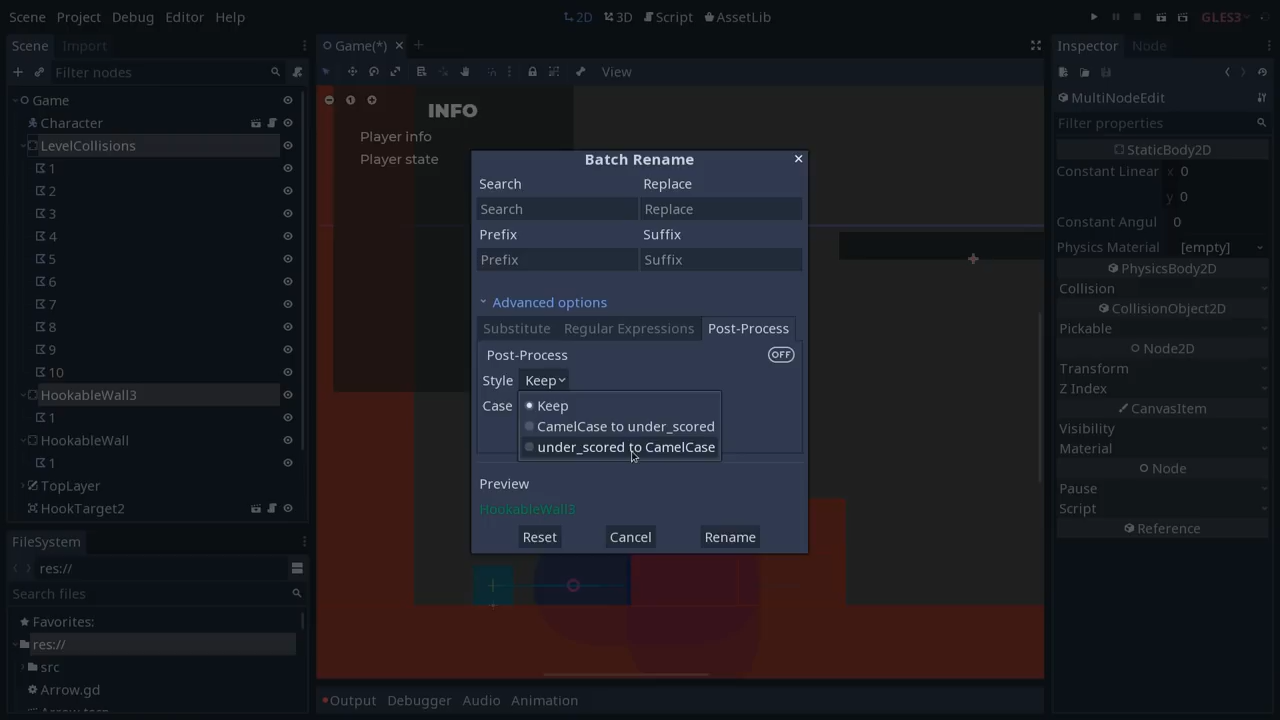 Scene Project Debug Editor Help
2D 3D Script AssetLib
GLES3
Scene Import
Filter nodes
Game
Character
LevelCollisions
1
2
3
4
5
6
7
8
9
10
HookableWall3
1
HookableWall
1
TopLayer
HookTarget2
FileSystem
res://
Search files
Favorites:
res://
src
Arrow.gd
Game(*)
View
INFO
Player info
Player state
Batch Rename
Search Replace
Search Replace
Prefix Suffix
Prefix Suffix
Advanced options
Substitute Regular Expressions Post-Process
Post-Process OFF
Style Keep
Case
Keep
CamelCase to under_scored
under_scored to CamelCase
Preview
HookableWall3
Reset Cancel Rename
Output Debugger Audio Animation
Inspector Node
MultiNodeEdit
Filter properties
StaticBody2D
Constant Linear x 0
y 0
Constant Angul 0
Physics Material [empty]
PhysicsBody2D
Collision
CollisionObject2D
Pickable
Node2D
Transform
Z Index
CanvasItem
Visibility
Material
Node
Pause
Script
Reference